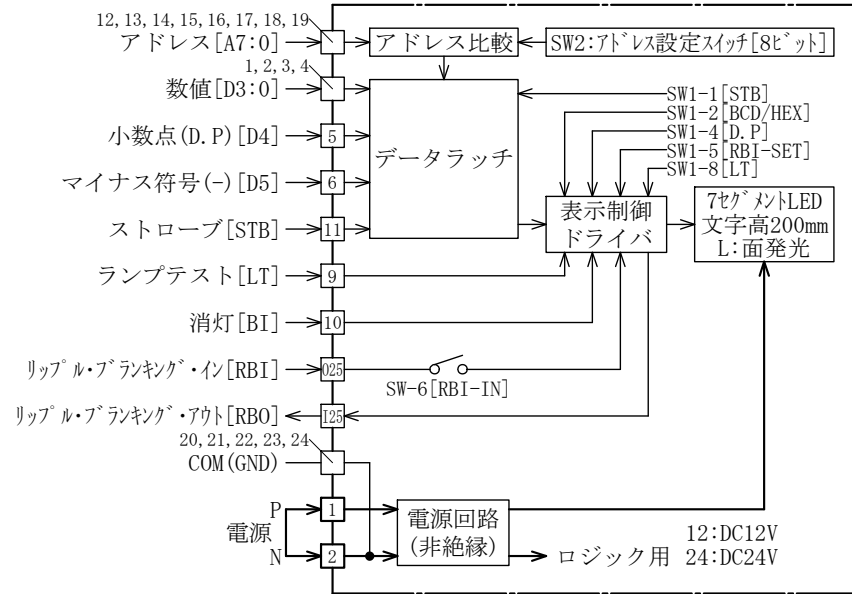 12,13,14,15,16,17,18,19
アドレス[A7:0]
アドレス比較
SW2:アドレス設定スイッチ[8ビット]
1,2,3,4
数値[D3:0]
データラッチ
SW1-1[STB]
SW1-2[BCD/HEX]
SW1-4[D.P]
SW1-5[RBI-SET]
SW1-8[LT]
小数点(D.P)[D4]
5
マイナス符号(-)[D5]
6
ストローブ[STB]
11
表示制御
ドライバ
7セグメントLED
文字高200mm
L:面発光
ランプテスト[LT]
9
消灯[BI]
10
リップル・ブランキング・イン[RBI]
O25
SW-6[RBI-IN]
リップル・ブランキング・アウト[RBO]
I25
20,21,22,23,24
COM(GND)
電源
P
1
N
2
電源回路
(非絶縁)
ロジック用
12:DC12V
24:DC24V